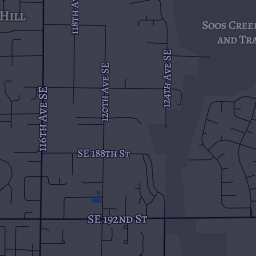 Hill
Soos Creek
and Tra
118th Ave SE
120th Ave SE
124th Ave SE
116th Ave SE
SE 188th St
SE 192nd St